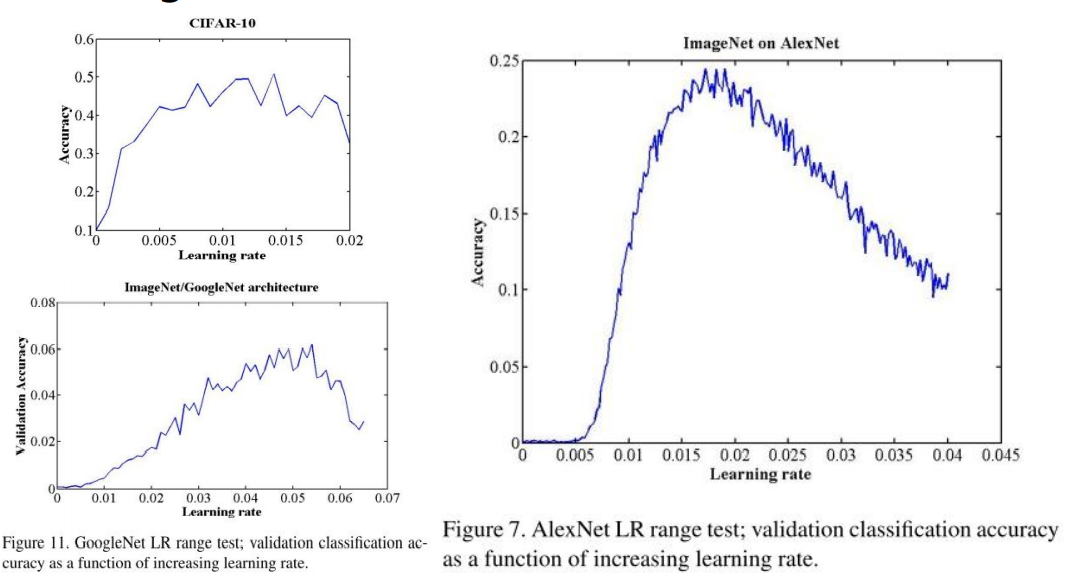 CIFAR-10
0.6
0.5
0.4
0.3
0.2
0.1
Accuracy
0 0.005 0.01 0.015 0.02
Learning rate
ImageNet/GoogleNet architecture
0.08
0.06
0.04
0.02
0
Validation Accuracy
0 0.01 0.02 0.03 0.04 0.05 0.06 0.07
Learning rate
Figure 11. GoogleNet LR range test; validation classification ac-
curacy as a function of increasing learning rate.
ImageNet on AlexNet
0.25
0.2
0.15
0.1
0.05
0
Accuracy
0 0.005 0.01 0.015 0.02 0.025 0.03 0.035 0.04 0.045
Learning rate
Figure 7. AlexNet LR range test; validation classification accuracy
as a function of increasing learning rate.